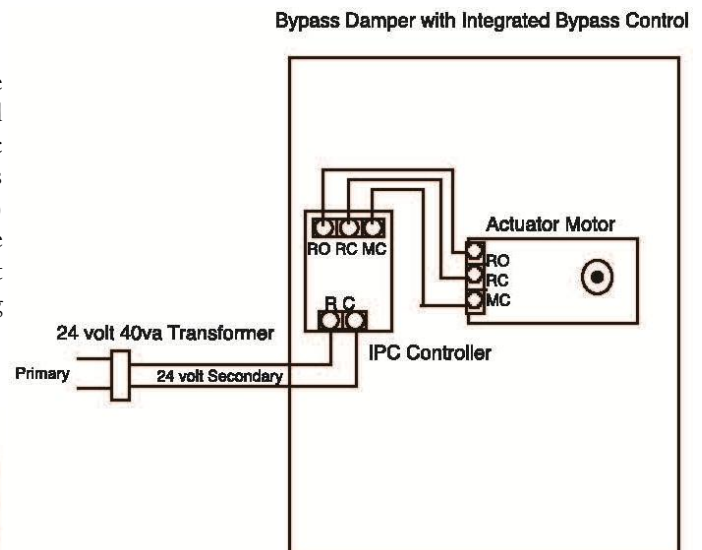 Bypass Damper with Integrated Bypass Control
RO RC MC
Actuator Motor
RO
RC
MC
R C
IPC Controller
24 volt 40va Transformer
Primary
24 volt Secondary